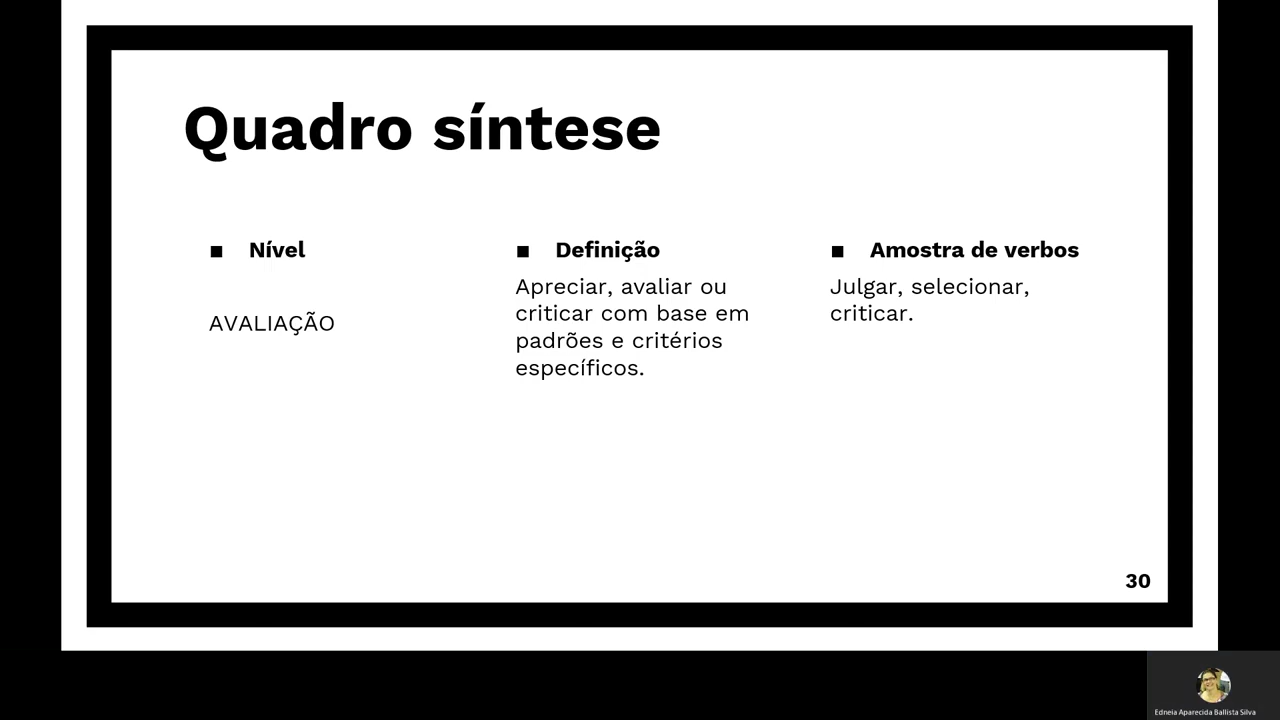 Quadro síntese
▪ Nível
AVALIAÇÃO
▪ Definição
Apreciar, avaliar ou
criticar com base em
padrões e critérios
específicos.
▪ Amostra de verbos
Julgar, selecionar,
criticar.
30
Edneia Aparecida Ballista Silva